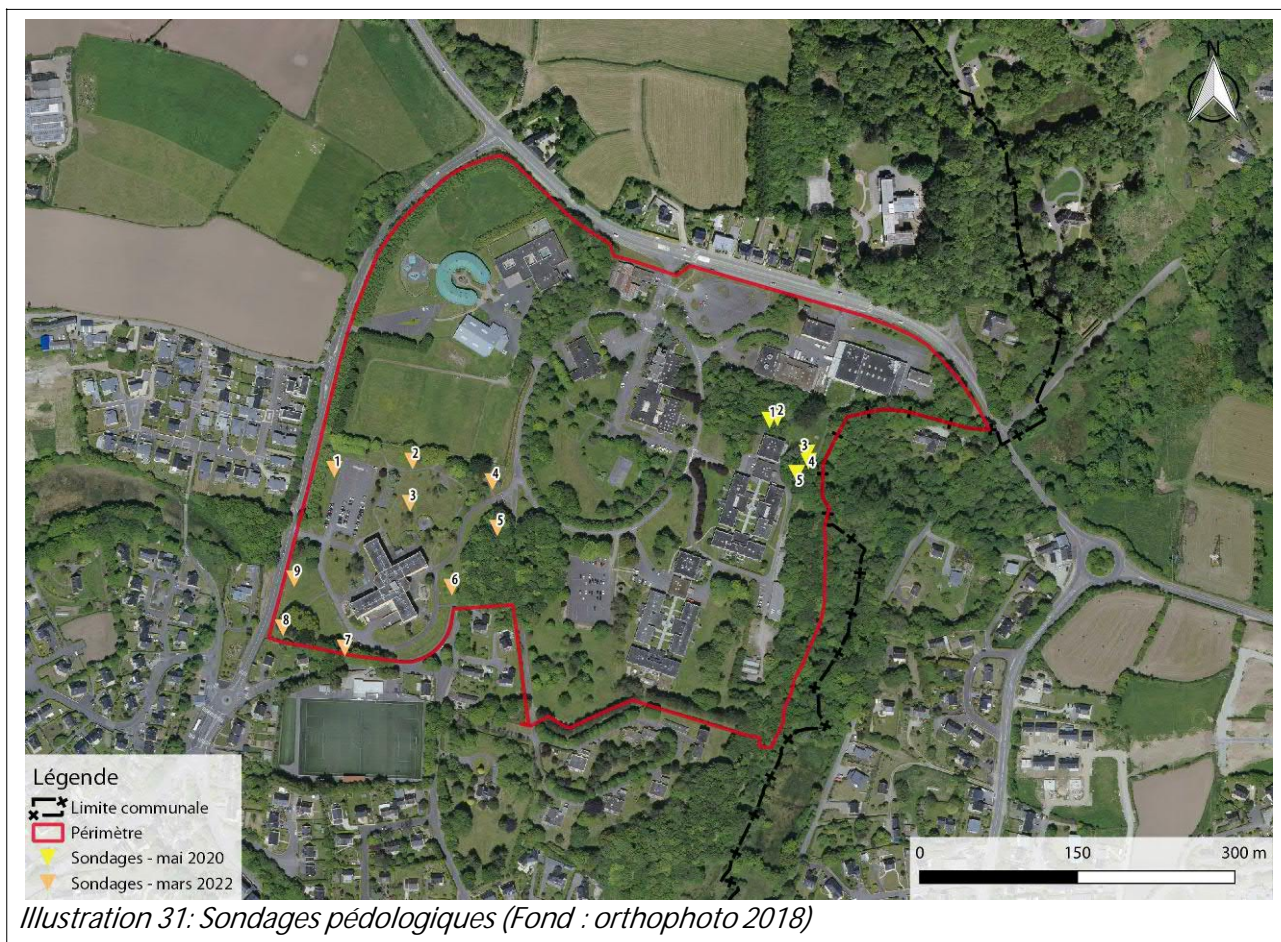 N
1 2
3
4
5
1
2
3
4
5
6
7
8
9
Légende
Limite communale
Périmètre
Sondages - mai 2020
Sondages - mars 2022
0 150 300 m
Illustration 31: Sondages pédologiques (Fond : orthophoto 2018)